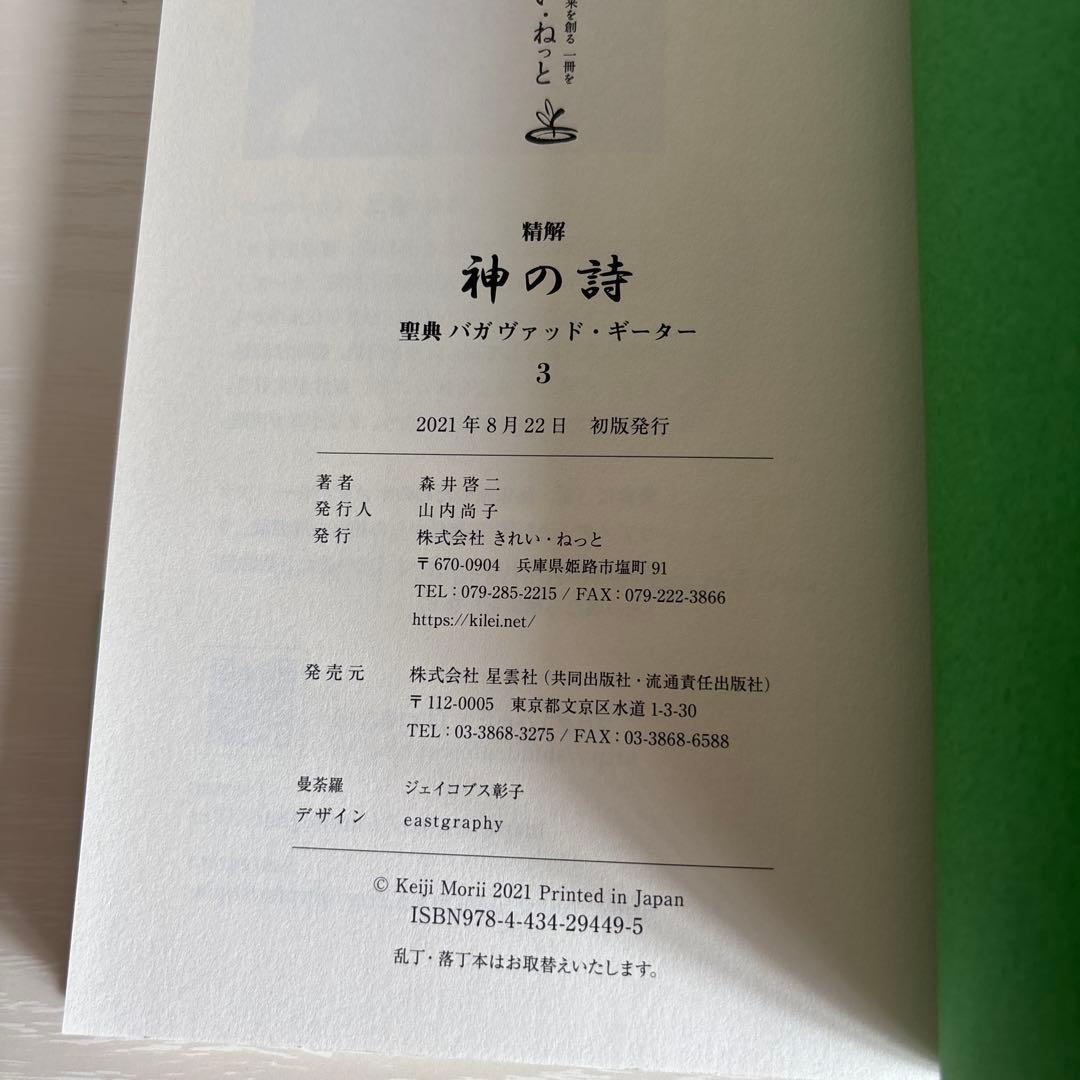 来を創る 一冊を
い・ねっと
精解
神の詩
聖典 バガヴァッド・ギーター
3
2021年8月22日 初版発行
著者 森井啓二
発行人 山内尚子
発行 株式会社 きれい・ねっと
〒670-0904 兵庫県姫路市塩町 91
TEL：079-285-2215 / FAX：079-222-3866
https://kilei.net/
発売元 株式会社 星雲社（共同出版社・流通責任出版社）
〒112-0005 東京都文京区水道 1-3-30
TEL：03-3868-3275 / FAX：03-3868-6588
曼荼羅 ジェイコブス彰子
デザイン eastgraphy
© Keiji Morii 2021 Printed in Japan
ISBN978-4-434-29449-5
乱丁・落丁本はお取替えいたします。